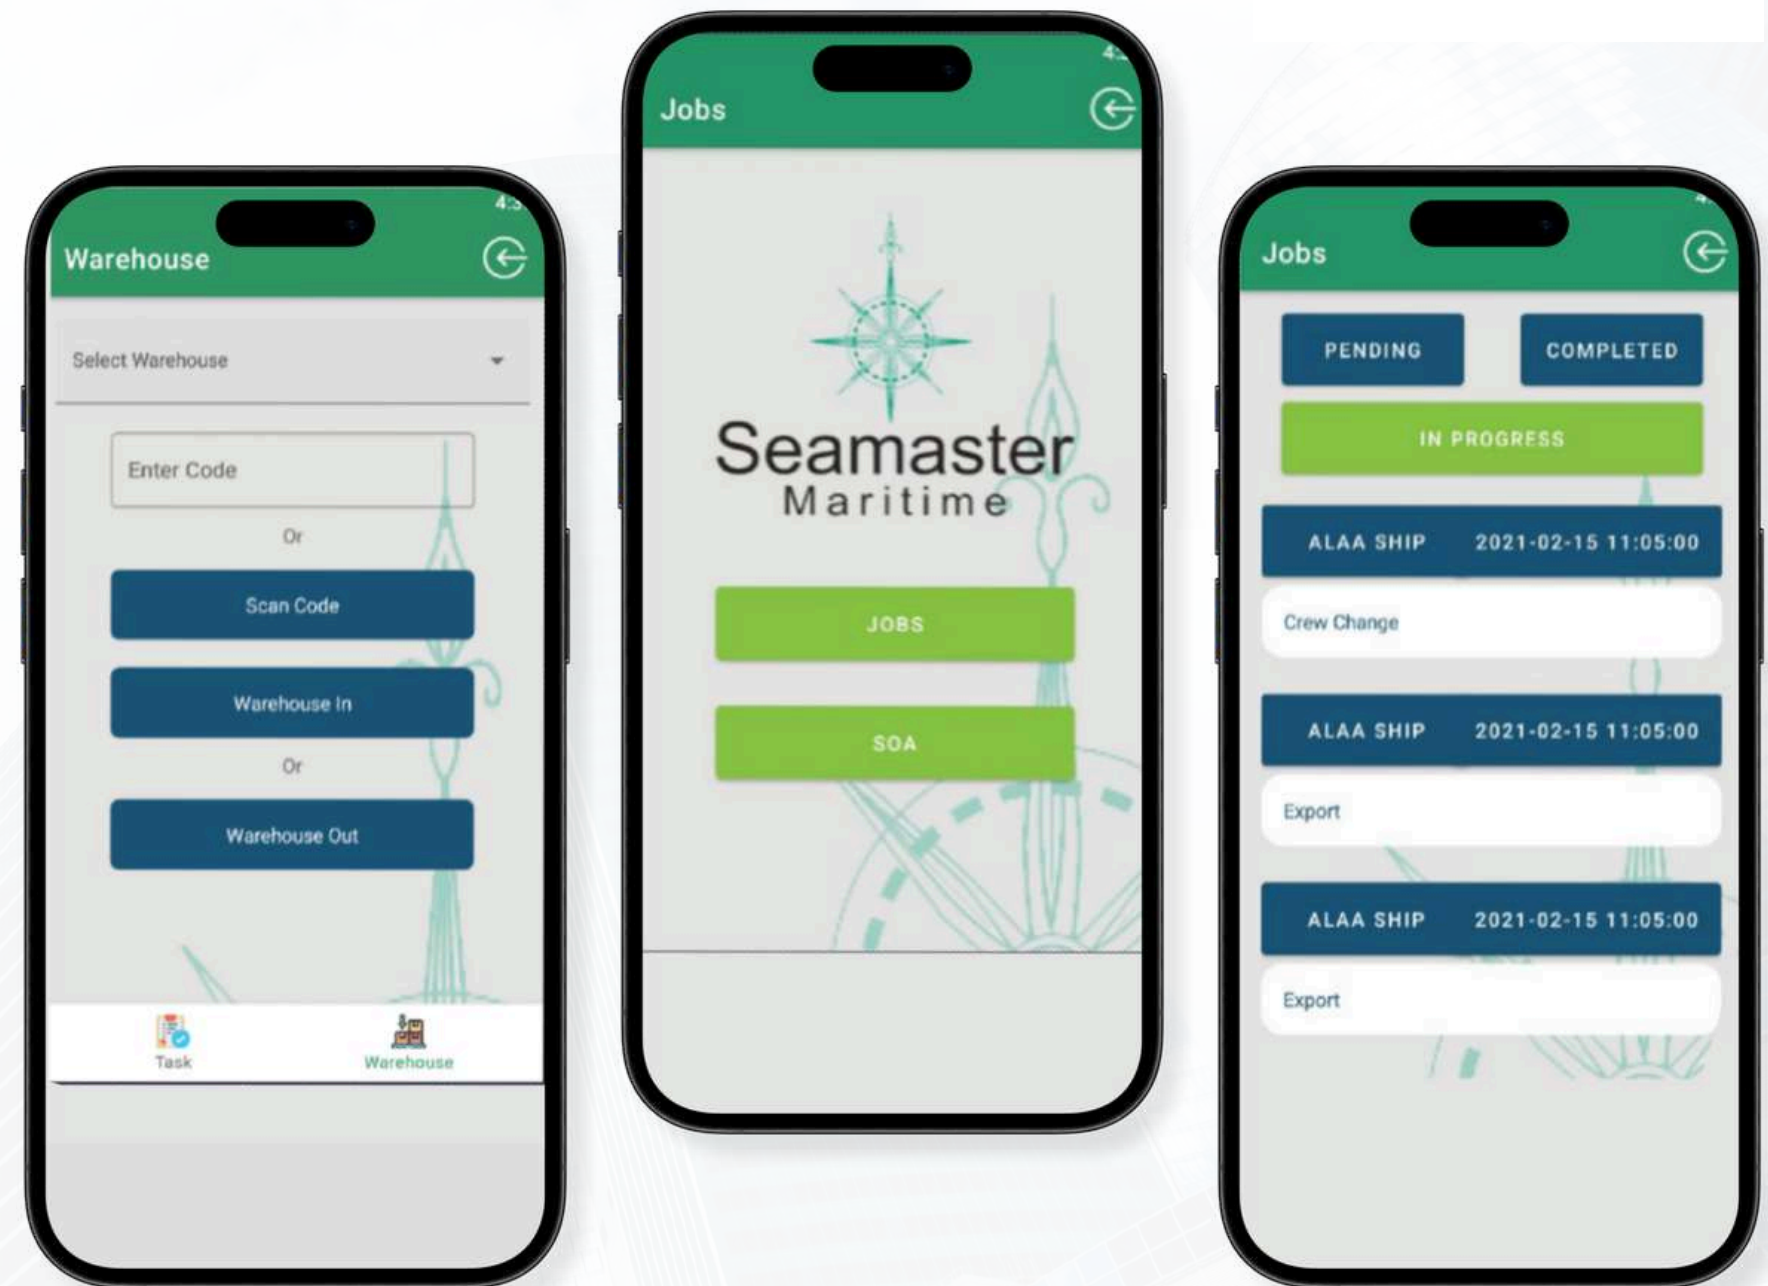 Warehouse
Select Warehouse
Enter Code
Or
Scan Code
Warehouse In
Or
Warehouse Out
Task
Warehouse
Jobs
Seamaster
Maritime
JOBS
SOA
Jobs
PENDING
COMPLETED
IN PROGRESS
ALAA SHIP 2021-02-15 11:05:00
Crew Change
ALAA SHIP 2021-02-15 11:05:00
Export
ALAA SHIP 2021-02-15 11:05:00
Export